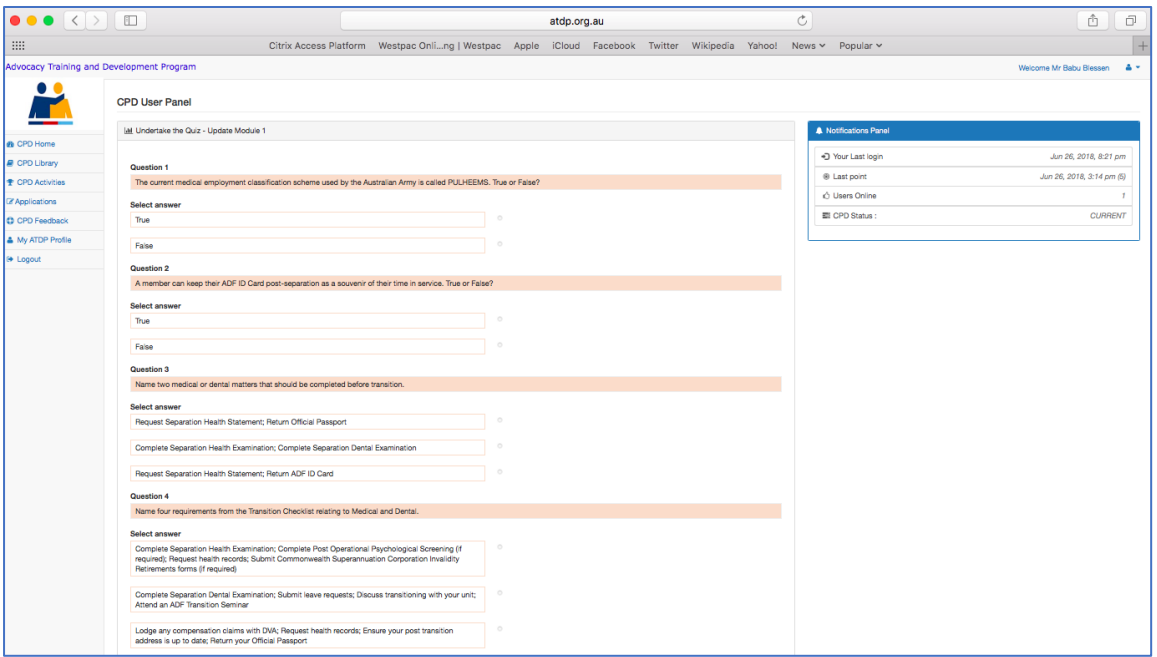 atdp.org.au
Citrix Access Platform Westpac Onli...ng | Westpac Apple iCloud Facebook Twitter Wikipedia Yahoo! News Popular
Advocacy Training and Development Program
Welcome Mr Babu Blessen
CPD User Panel
Undertake the Quiz - Update Module 1
Notifications Panel
CPD Home
CPD Library
CPD Activities
Applications
CPD Feedback
My ATDP Profile
Logout
Question 1
The current medical employment classification scheme used by the Australian Army is called PULHEEMS. True or False?
Select answer
True
False
Question 2
A member can keep their ADF ID Card post-separation as a souvenir of their time in service. True or False?
Select answer
True
False
Question 3
Name two medical or dental matters that should be completed before transition.
Select answer
Request Separation Health Statement; Return Official Passport
Complete Separation Health Examination; Complete Separation Dental Examination
Request Separation Health Statement; Return ADF ID Card
Question 4
Name four requirements from the Transition Checklist relating to Medical and Dental.
Select answer
Complete Separation Health Examination; Complete Post Operational Psychological Screening (if
required); Request health records; Submit Commonwealth Superannuation Corporation Invalidity
Retirements forms (if required)
Complete Separation Dental Examination; Submit leave requests; Discuss transitioning with your unit;
Attend an ADF Transition Seminar
Lodge any compensation claims with DVA; Request health records; Ensure your post transition
address is up to date; Return your Official Passport
Your Last login Jun 26, 2018, 8:21 pm
Last point Jun 26, 2018, 3:14 pm (5)
Users Online 1
CPD Status : CURRENT